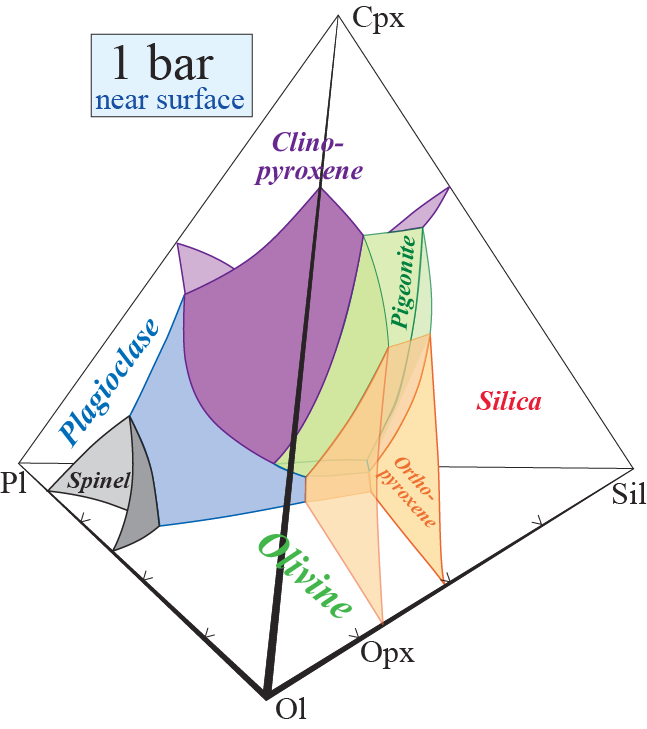 Cpx
1 bar
near surface
Clino-
pyroxene
Pigeonite
Plagioclase
Silica
Pl
Spinel
Ortho-
pyroxene
Sil
Olivine
Opx
Ol